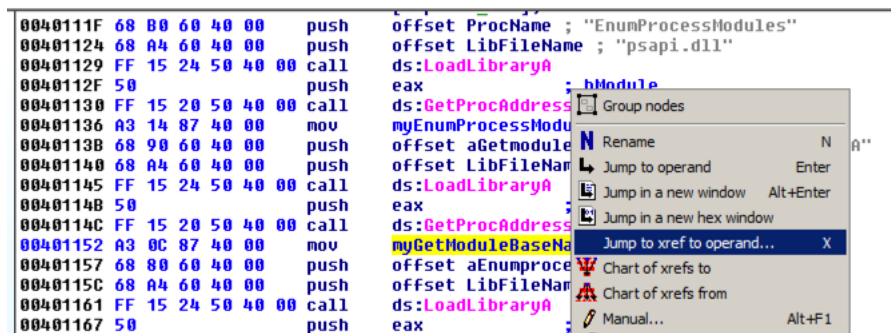 0040111F 68 B0 60 40 00 push offset ProcName ; "EnumProcessModules"
00401124 68 A4 60 40 00 push offset LibFileName ; "psapi.dll"
00401129 FF 15 24 50 40 00 call ds:LoadLibraryA
0040112F 50 push eax ; hModule
00401130 FF 15 20 50 40 00 call ds:GetProcAddress
00401136 A3 14 87 40 00 mov myEnumProcessModu
0040113B 68 90 60 40 00 push offset aGetmodule A"
00401140 68 A4 60 40 00 push offset LibFileNam
00401145 FF 15 24 50 40 00 call ds:LoadLibraryA
0040114B 50 push eax ;
0040114C FF 15 20 50 40 00 call ds:GetProcAddress
00401152 A3 0C 87 40 00 mov myGetModuleBaseNa
00401157 68 80 60 40 00 push offset aEnumproce
0040115C 68 A4 60 40 00 push offset LibFileNam
00401161 FF 15 24 50 40 00 call ds:LoadLibraryA
00401167 50 push eax ;
Group nodes
Rename N
Jump to operand Enter
Jump in a new window Alt+Enter
Jump in a new hex window
Jump to xref to operand... X
Chart of xrefs to
Chart of xrefs from
Manual... Alt+F1